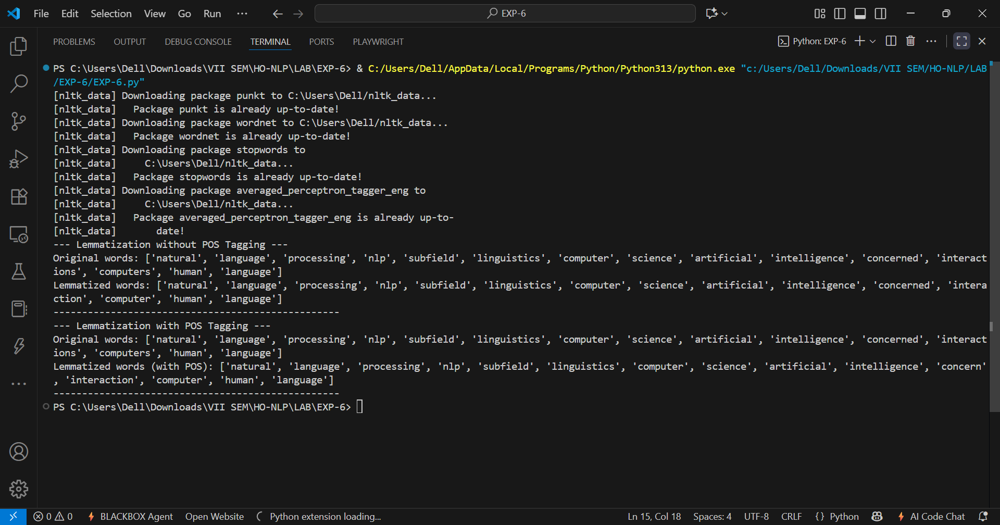 File Edit Selection View Go Run ··· EXP-6
PROBLEMS OUTPUT DEBUG CONSOLE TERMINAL PORTS PLAYWRIGHT Python: EXP-6
PS C:\Users\Dell\Downloads\VII SEM\HO-NLP\LAB\EXP-6> & C:/Users/Dell/AppData/Local/Programs/Python/Python313/python.exe "c:/Users/Dell/Downloads/VII SEM/HO-NLP/LAB
/EXP-6/EXP-6.py"
[nltk_data] Downloading package punkt to C:\Users\Dell/nltk_data...
[nltk_data]   Package punkt is already up-to-date!
[nltk_data] Downloading package wordnet to C:\Users\Dell/nltk_data...
[nltk_data]   Package wordnet is already up-to-date!
[nltk_data] Downloading package stopwords to
[nltk_data]     C:\Users\Dell/nltk_data...
[nltk_data]   Package stopwords is already up-to-date!
[nltk_data] Downloading package averaged_perceptron_tagger_eng to
[nltk_data]     C:\Users\Dell/nltk_data...
[nltk_data]   Package averaged_perceptron_tagger_eng is already up-to-
[nltk_data]       date!
--- Lemmatization without POS Tagging ---
Original words: ['natural', 'language', 'processing', 'nlp', 'subfield', 'linguistics', 'computer', 'science', 'artificial', 'intelligence', 'concerned', 'interact
ions', 'computers', 'human', 'language']
Lemmatized words: ['natural', 'language', 'processing', 'nlp', 'subfield', 'linguistics', 'computer', 'science', 'artificial', 'intelligence', 'concerned', 'intera
ction', 'computer', 'human', 'language']
--------------------------------------------------
--- Lemmatization with POS Tagging ---
Original words: ['natural', 'language', 'processing', 'nlp', 'subfield', 'linguistics', 'computer', 'science', 'artificial', 'intelligence', 'concerned', 'interact
ions', 'computers', 'human', 'language']
Lemmatized words (with POS): ['natural', 'language', 'processing', 'nlp', 'subfield', 'linguistics', 'computer', 'science', 'artificial', 'intelligence', 'concern'
, 'interaction', 'computer', 'human', 'language']
--------------------------------------------------
PS C:\Users\Dell\Downloads\VII SEM\HO-NLP\LAB\EXP-6>
0 0 BLACKBOX Agent Open Website Python extension loading... Ln 15, Col 18 Spaces: 4 UTF-8 CRLF {} Python AI Code Chat